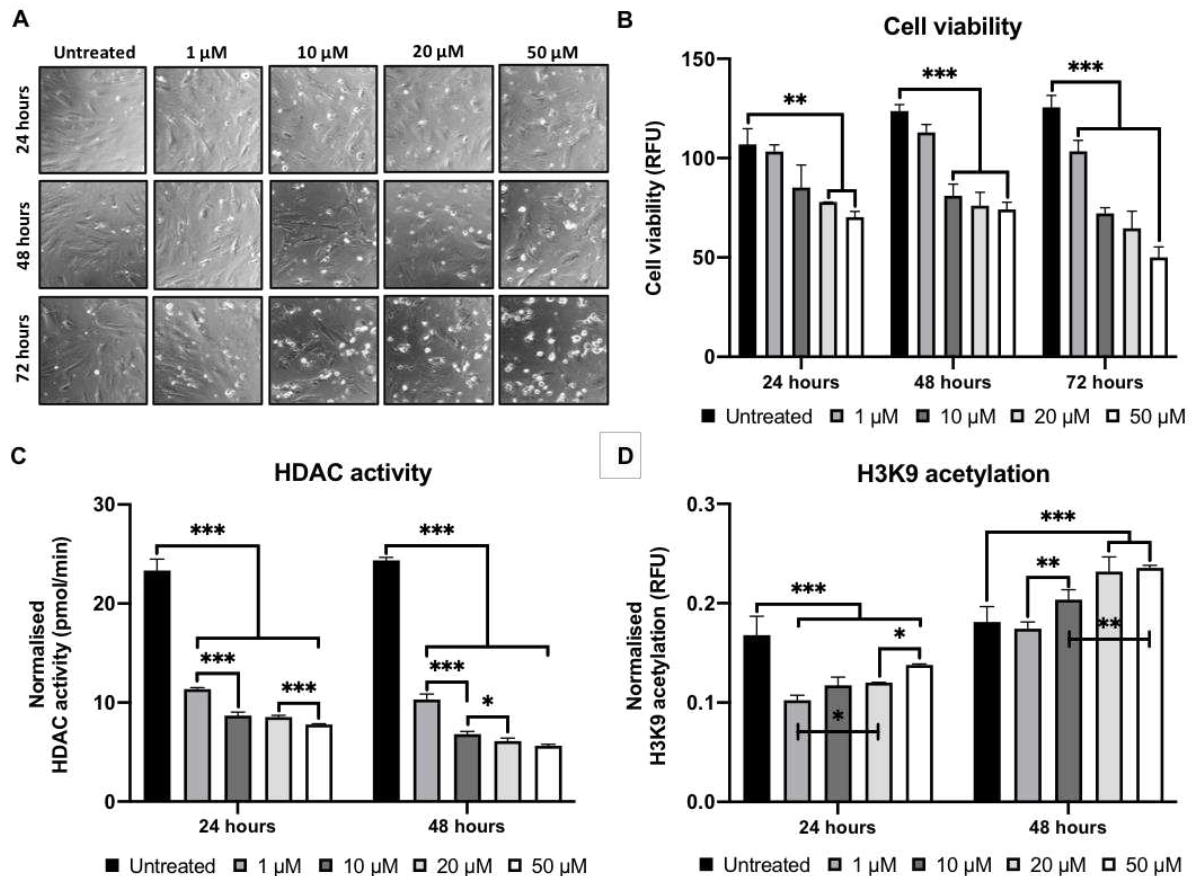 A
Untreated 1 µM 10 µM 20 µM 50 µM
24 hours
48 hours
72 hours
B
Cell viability
Cell viability (RFU)
150
100
50
0
**
***
***
24 hours 48 hours 72 hours
Untreated 1 µM 10 µM 20 µM 50 µM
C
HDAC activity
Normalised
HDAC activity (pmol/min)
30
20
10
0
***
***
***
***
***
*
24 hours 48 hours
Untreated 1 µM 10 µM 20 µM 50 µM
D
H3K9 acetylation
Normalised
H3K9 acetylation (RFU)
0.3
0.2
0.1
0.0
***
*
*
***
**
**
24 hours 48 hours
Untreated 1 µM 10 µM 20 µM 50 µM